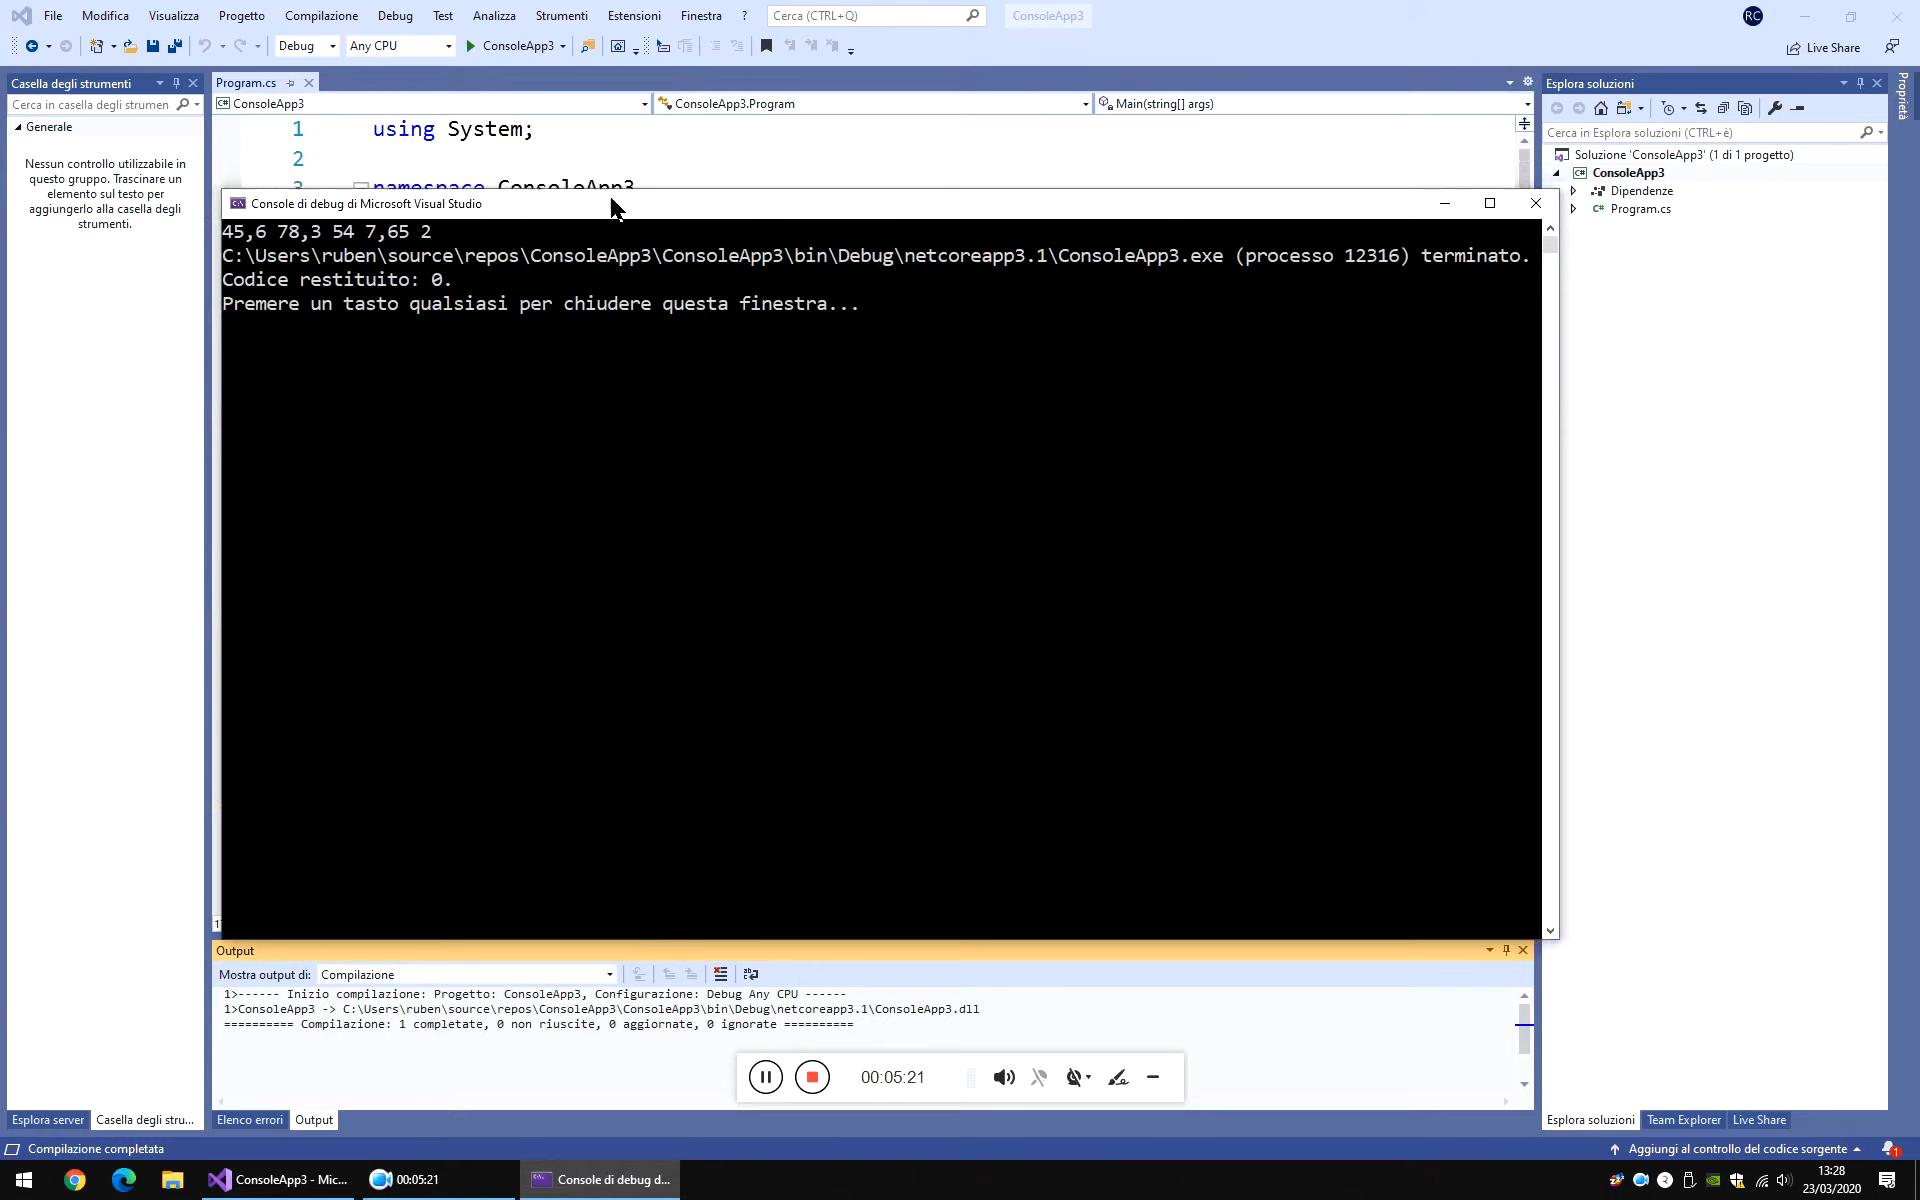 File Modifica Visualizza Progetto Compilazione Debug Test Analizza Strumenti Estensioni Finestra ? Cerca (CTRL+Q) ConsoleApp3 RC
Debug Any CPU ConsoleApp3 Live Share
Casella degli strumenti
Cerca in casella degli strumen
Generale
Nessun controllo utilizzabile in
questo gruppo. Trascinare un
elemento sul testo per
aggiungerlo alla casella degli
strumenti.
Program.cs
ConsoleApp3 ConsoleApp3.Program Main(string[] args)
1 using System;
2
3 namespace ConsoleApp3
Console di debug di Microsoft Visual Studio
45,6 78,3 54 7,65 2
C:\Users\ruben\source\repos\ConsoleApp3\ConsoleApp3\bin\Debug\netcoreapp3.1\ConsoleApp3.exe (processo 12316) terminato.
Codice restituito: 0.
Premere un tasto qualsiasi per chiudere questa finestra...
Esplora soluzioni
Cerca in Esplora soluzioni (CTRL+è)
Soluzione 'ConsoleApp3' (1 di 1 progetto)
C# ConsoleApp3
Dipendenze
C# Program.cs
Proprietà
Output
Mostra output di: Compilazione
1>------ Inizio compilazione: Progetto: ConsoleApp3, Configurazione: Debug Any CPU ------
1>ConsoleApp3 -> C:\Users\ruben\source\repos\ConsoleApp3\ConsoleApp3\bin\Debug\netcoreapp3.1\ConsoleApp3.dll
========== Compilazione: 1 completate, 0 non riuscite, 0 aggiornate, 0 ignorate ==========
00:05:21
Esplora server Casella degli stru... Elenco errori Output Esplora soluzioni Team Explorer Live Share
Compilazione completata Aggiungi al controllo del codice sorgente 1
ConsoleApp3 - Mic... 00:05:21 Console di debug d... 13:28
23/03/2020